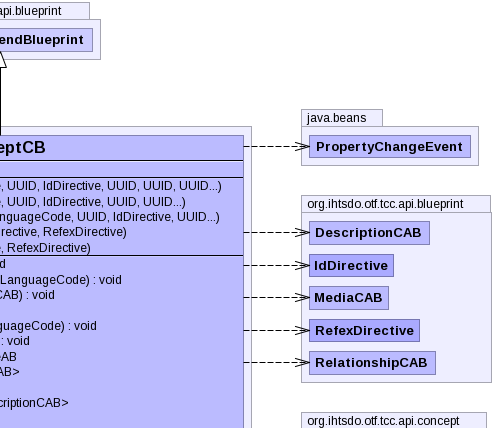 api.blueprint
endBlueprint
eptCB
, UUID, IdDirective, UUID, UUID, UUID...)
, UUID, IdDirective, UUID, UUID...)
nguageCode, UUID, IdDirective, UUID...)
irective, RefexDirective)
, RefexDirective)
d
LanguageCode) : void
CAB) : void
guageCode) : void
: void
eAB
AB>
criptionCAB>
java.beans
PropertyChangeEvent
org.ihtsdo.otf.tcc.api.blueprint
DescriptionCAB
IdDirective
MediaCAB
RefexDirective
RelationshipCAB
org.ihtsdo.otf.tcc.api.concept